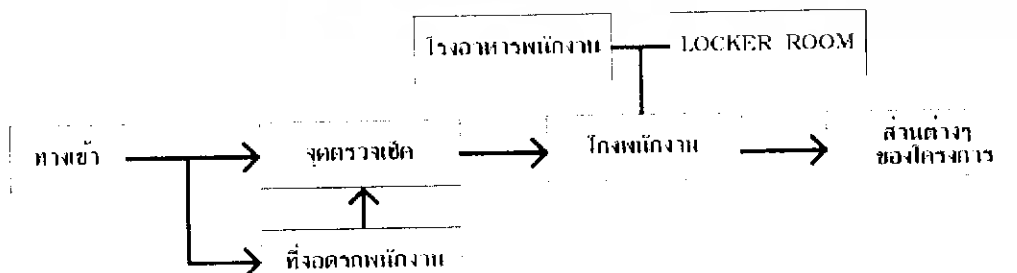 โรงอาหารพนักงาน
LOCKER ROOM
ทางเข้า
จุดตรวจเช็ค
โถงพนักงาน
ส่วนต่างๆ
ของโครงการ
ที่จอดรถพนักงาน